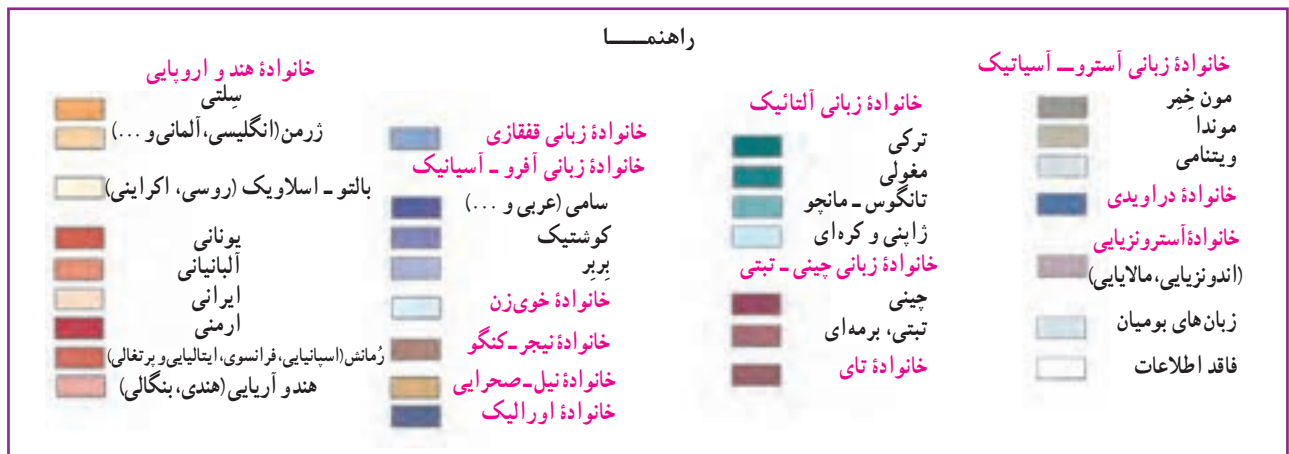 راهنمـــا
خانوادهٔ زبانی آسترو ــ آسیاتیک
مون خِمِر
موندا
ویتنامی
خانوادهٔ دراویدی
خانوادهٔ آسترونزیایی
(اندونزیایی، مالایایی)
زبان‌های بومیان
فاقد اطلاعات
خانوادهٔ زبانی آلتائیک
ترکی
مغولی
تانگوس ـ مانچو
ژاپنی و کره‌ای
خانوادهٔ زبانی چینی ـ تبتی
چینی
تبتی، برمه‌ای
خانوادهٔ تای
خانوادهٔ زبانی قفقازی
خانوادهٔ زبانی آفرو ـ آسیانیک
سامی (عربی و ...)
کوشتیک
بِربِر
خانوادهٔ خوی‌زن
خانوادهٔ نیجر ـ کنگو
خانوادهٔ نیل ـ صحرایی
خانوادهٔ اورالیک
خانوادهٔ هند و اروپایی
سِلتی
ژرمن (انگلیسی، آلمانی و ...)
بالتو ـ اسلاویک (روسی، اکراینی)
یونانی
آلبانیانی
ایرانی
ارمنی
رُمانش (اسپانیایی، فرانسوی، ایتالیایی و پرتغالی)
هندو آریایی (هندی، بنگالی)